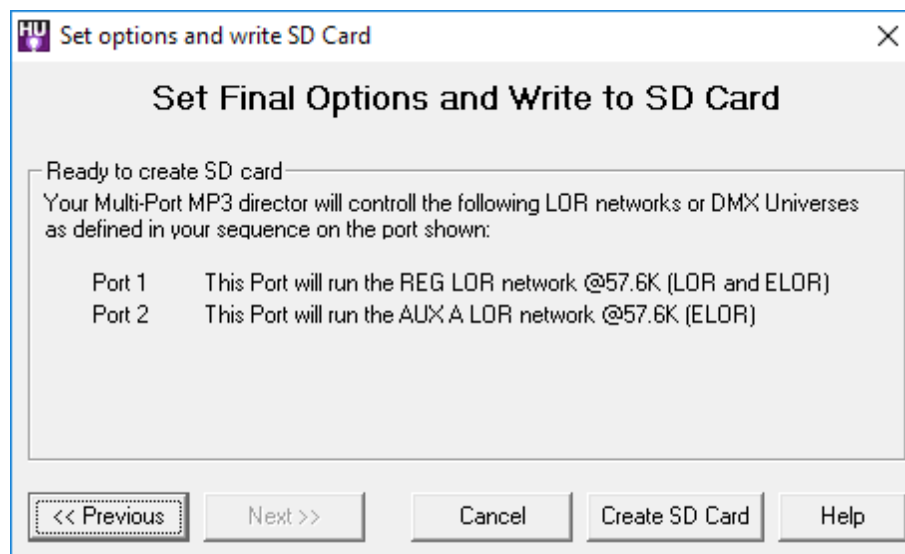 HU Set options and write SD Card
Set Final Options and Write to SD Card
Ready to create SD card
Your Multi-Port MP3 director will controll the following LOR networks or DMX Universes
as defined in your sequence on the port shown:
Port 1 This Port will run the REG LOR network @57.6K (LOR and ELOR)
Port 2 This Port will run the AUX A LOR network @57.6K (ELOR)
<< Previous Next >> Cancel Create SD Card Help